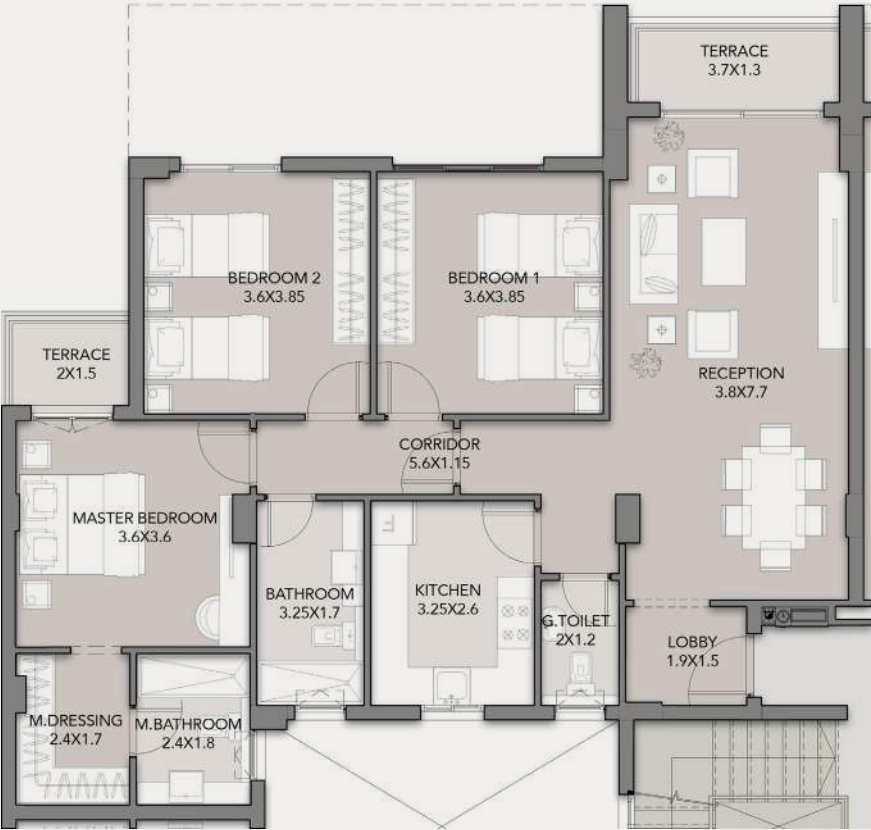 TERRACE
3.7X1.3
BEDROOM 2
3.6X3.85
BEDROOM 1
3.6X3.85
TERRACE
2X1.5
RECEPTION
3.8X7.7
CORRIDOR
5.6X1.15
MASTER BEDROOM
3.6X3.6
BATHROOM
3.25X1.7
KITCHEN
3.25X2.6
G.TOILET
2X1.2
LOBBY
1.9X1.5
M.DRESSING
2.4X1.7
M.BATHROOM
2.4X1.8